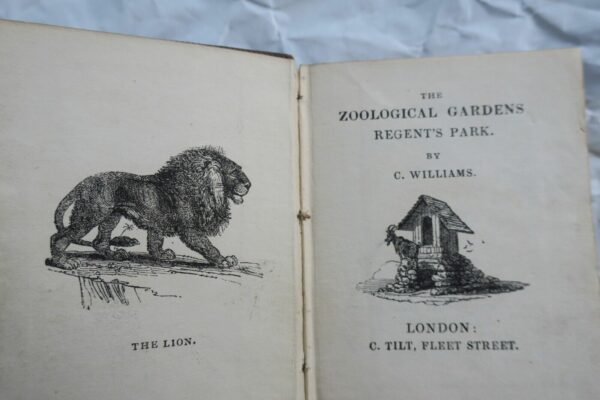 THE LION.
THE
ZOOLOGICAL GARDENS
REGENT'S PARK.
BY
C. WILLIAMS.
LONDON:
C. TILT, FLEET STREET.